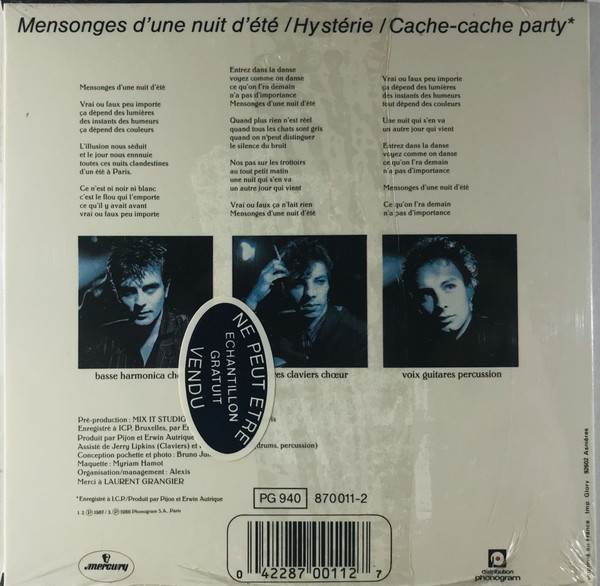 Mensonges d'une nuit d'été / Hystérie / Cache-cache party*
Mensonges d'une nuit d'été
Vrai ou faux peu importe
ça dépend des lumières
des instants des humeurs
ça dépend des couleurs
L'illusion nous séduit
et le jour nous ennnuie
toutes ces nuits clandestines
d'un été à Paris.
Ce n'est ni noir ni blanc
c'est le flou qui l'emporte
ce qu'il y avait avant
vrai ou faux peu importe
Entrez dans la danse
voyez comme on danse
ce qu'on f'ra demain
n'a pas d'importance
Mensonges d'une nuit d'été
Quand plus rien n'est réel
quand tous les chats sont gris
quand on n'peut distinguer
le silence du bruit
Nos pas sur les trottoirs
au tout petit matin
une nuit qui s'en va
un autre jour qui vient
Vrai ou faux ça n'fait rien
Mensonges d'une nuit d'été
Vrai ou faux peu importe
ça dépend des lumières
des instants des humeurs
tout dépend des couleurs
Une nuit qui s'en va
un autre jour qui vient
Entrez dans la danse
voyez comme on danse
ce qu'on f'ra demain
n'a pas d'importance
Mensonges d'une nuit d'été
Ce qu'on f'ra demain
n'a pas d'importance
basse harmonica
claviers chœur
voix guitares percussion
NE PEUT ETRE
ECHANTILLON
GRATUIT
VENDU
Pré-production : MIX IT STUDIO
Enregistré à ICP, Bruxelles, par
Produit par Pijon et Erwin Autrique
Assisté de Jerry Lipkins (Claviers) et drums, percussion)
Conception pochette et photo : Bruno
Maquette : Myriam Hamot
Organisation/management : Alexis
Merci à LAURENT GRANGIER
*Enregistré à I.C.P./Produit par Pijon et Erwin Autrique
1. 2. ℗ 1987 / 3. ℗ 1988 Phonogram S.A., Paris
PG 940 870 011-2
mercury
0 42287 00112 7
distribution
phonogram
Imp. Glory . 92602 Asnières